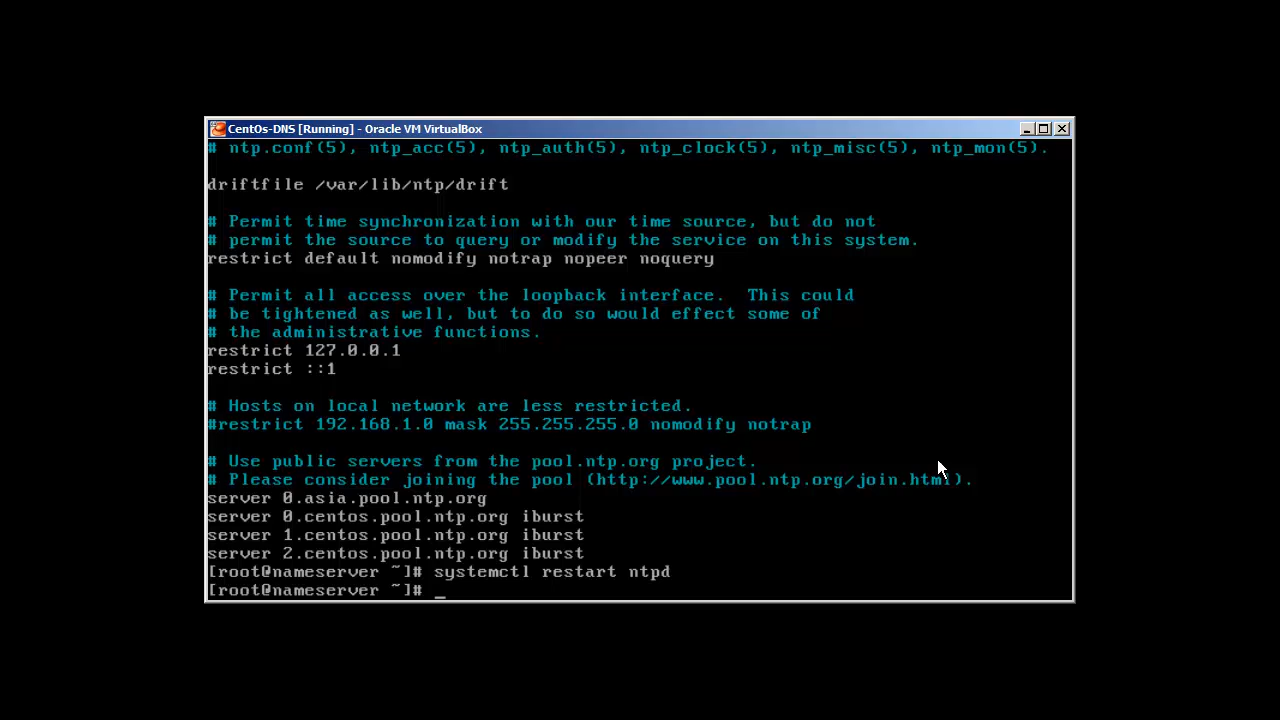 CentOs-DNS [Running] - Oracle VM VirtualBox
# ntp.conf(5), ntp_acc(5), ntp_auth(5), ntp_clock(5), ntp_misc(5), ntp_mon(5).
driftfile /var/lib/ntp/drift
# Permit time synchronization with our time source, but do not
# permit the source to query or modify the service on this system.
restrict default nomodify notrap nopeer noquery
# Permit all access over the loopback interface.  This could
# be tightened as well, but to do so would effect some of
# the administrative functions.
restrict 127.0.0.1
restrict ::1
# Hosts on local network are less restricted.
#restrict 192.168.1.0 mask 255.255.255.0 nomodify notrap
# Use public servers from the pool.ntp.org project.
# Please consider joining the pool (http://www.pool.ntp.org/join.html).
server 0.asia.pool.ntp.org
server 0.centos.pool.ntp.org iburst
server 1.centos.pool.ntp.org iburst
server 2.centos.pool.ntp.org iburst
[root@nameserver ~]# systemctl restart ntpd
[root@nameserver ~]# _